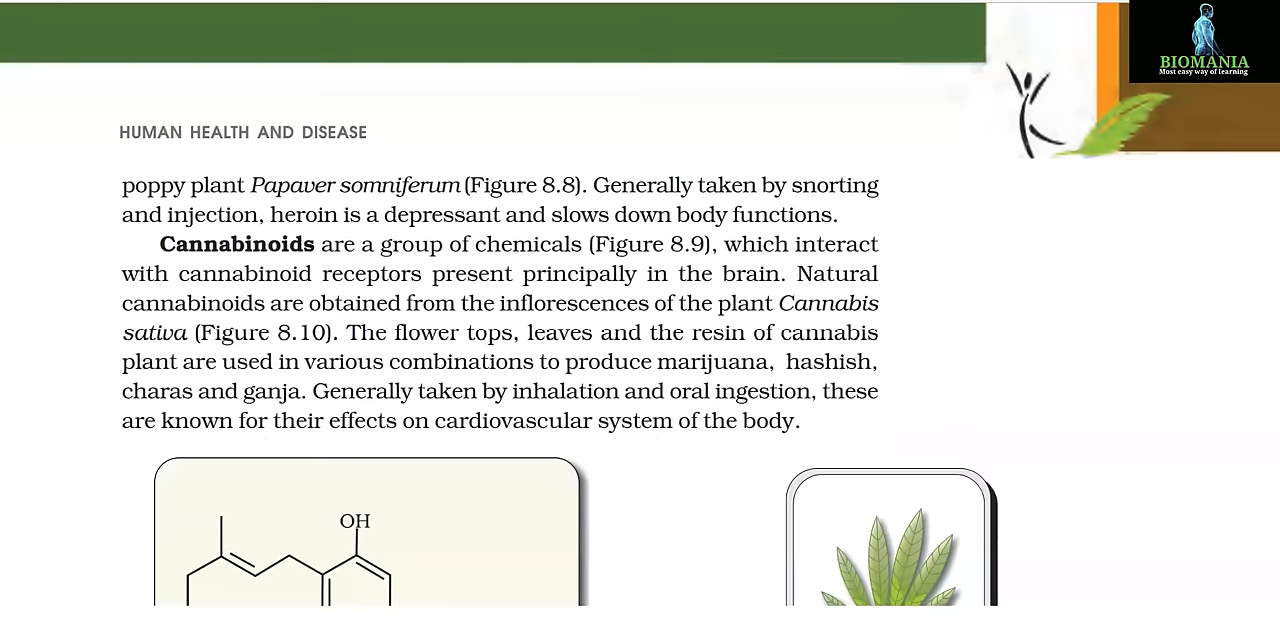 BIOMANIA
Most easy way of learning
HUMAN HEALTH AND DISEASE
poppy plant Papaver somniferum (Figure 8.8). Generally taken by snorting
and injection, heroin is a depressant and slows down body functions.
Cannabinoids are a group of chemicals (Figure 8.9), which interact
with cannabinoid receptors present principally in the brain. Natural
cannabinoids are obtained from the inflorescences of the plant Cannabis
sativa (Figure 8.10). The flower tops, leaves and the resin of cannabis
plant are used in various combinations to produce marijuana, hashish,
charas and ganja. Generally taken by inhalation and oral ingestion, these
are known for their effects on cardiovascular system of the body.
OH